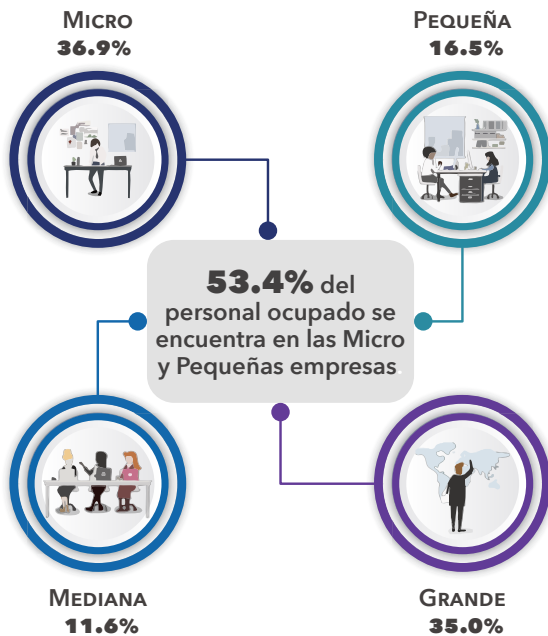 MICRO
36.9%
PEQUEÑA
16.5%
53.4% del
personal ocupado se
encuentra en las Micro
y Pequeñas empresas.
MEDIANA
11.6%
GRANDE
35.0%